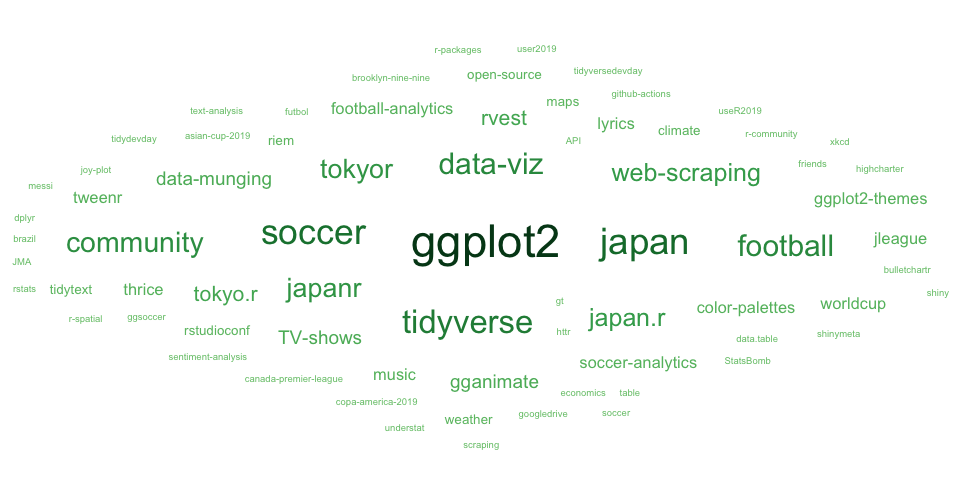 r-packages user2019
brooklyn-nine-nine open-source tidyversedevday
text-analysis futbol football-analytics rvest maps github-actions
lyrics useR2019
tidydevday asian-cup-2019 riem API climate r-community xkcd
joy-plot tokyor data-viz web-scraping friends highcharter
messi tweenr data-munging ggplot2-themes
dplyr
brazil community soccer ggplot2 japan football jleague
JMA bulletchartr
rstats tidytext thrice tokyo.r japanr gt color-palettes worldcup shiny
r-spatial ggsoccer rstudioconf TV-shows tidyverse httr japan.r data.table shinymeta
sentiment-analysis soccer-analytics StatsBomb
canada-premier-league music gganimate economics table
copa-america-2019 weather googledrive soccer
understat
scraping